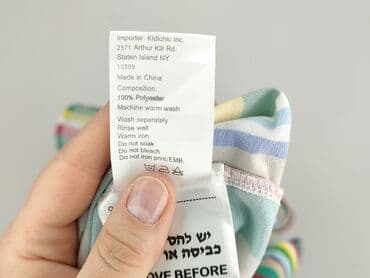 Importer: Kidichic Inc.
2571 Arthur Kill Rd.
Staten Island NY
10309
Made in China
Composition:
100% Polyester
Machine warm wash
Wash separately
Rinse well
Warm iron
Do not soak
Do not bleach
Do not iron print/EMB.
יש לחס
כביסה או
OVE BEFORE